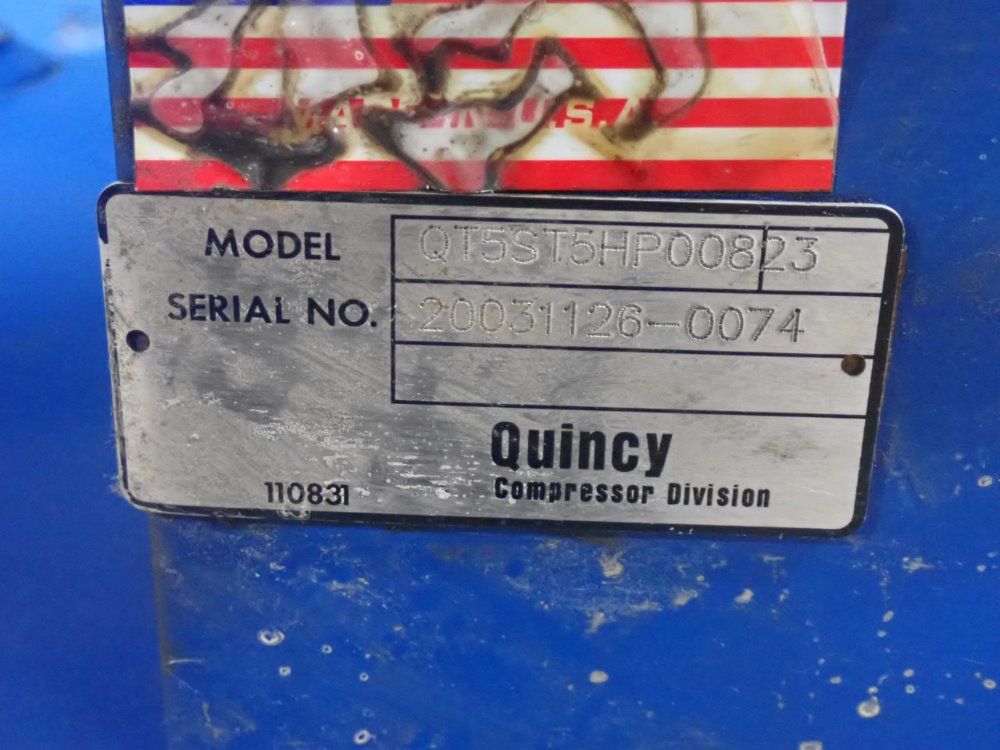 U.S.A
MODEL QT5ST5HP00823
SERIAL NO. 20031126-0074
Quincy
Compressor Division
110831